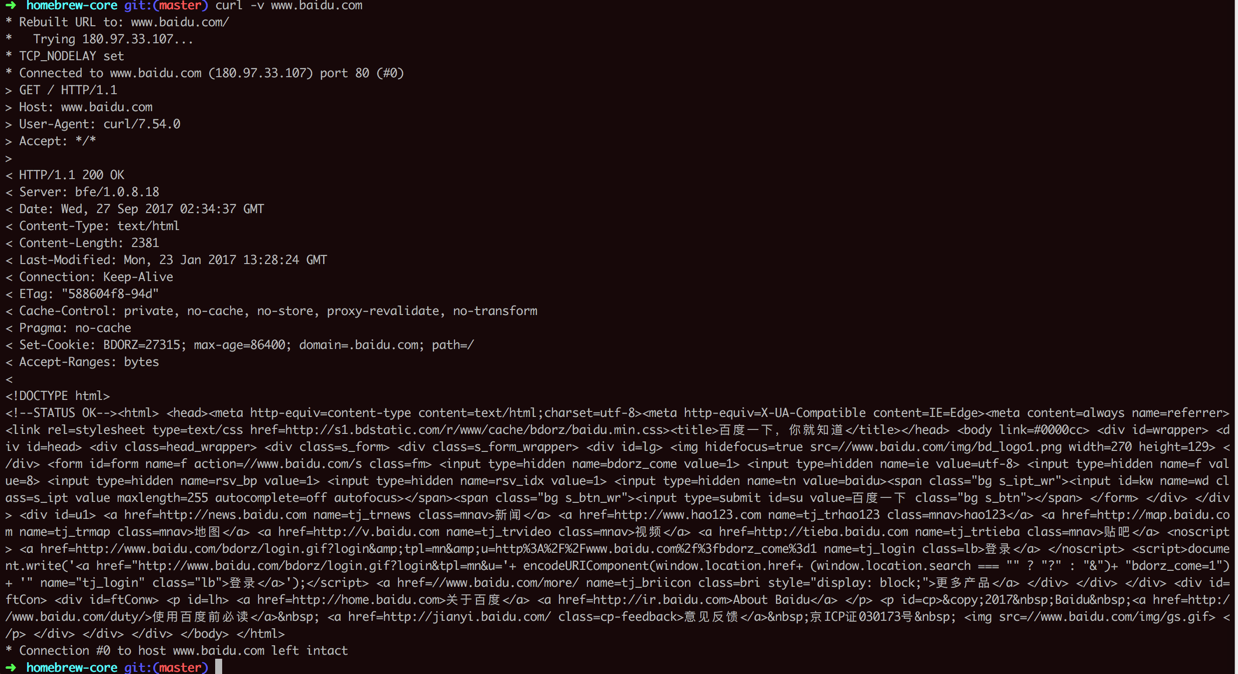 ➜  homebrew-core git:(master) curl -v www.baidu.com
* Rebuilt URL to: www.baidu.com/
*   Trying 180.97.33.107...
* TCP_NODELAY set
* Connected to www.baidu.com (180.97.33.107) port 80 (#0)
> GET / HTTP/1.1
> Host: www.baidu.com
> User-Agent: curl/7.54.0
> Accept: */*
>
< HTTP/1.1 200 OK
< Server: bfe/1.0.8.18
< Date: Wed, 27 Sep 2017 02:34:37 GMT
< Content-Type: text/html
< Content-Length: 2381
< Last-Modified: Mon, 23 Jan 2017 13:28:24 GMT
< Connection: Keep-Alive
< ETag: "588604f8-94d"
< Cache-Control: private, no-cache, no-store, proxy-revalidate, no-transform
< Pragma: no-cache
< Set-Cookie: BDORZ=27315; max-age=86400; domain=.baidu.com; path=/
< Accept-Ranges: bytes
<
<!DOCTYPE html>
<!--STATUS OK--><html> <head><meta http-equiv=content-type content=text/html;charset=utf-8><meta http-equiv=X-UA-Compatible content=IE=Edge><meta content=always name=referrer>
<link rel=stylesheet type=text/css href=http://s1.bdstatic.com/r/www/cache/bdorz/baidu.min.css><title>百度一下，你就知道</title></head> <body link=#0000cc> <div id=wrapper> <d
iv id=head> <div class=head_wrapper> <div class=s_form> <div class=s_form_wrapper> <div id=lg> <img hidefocus=true src=//www.baidu.com/img/bd_logo1.png width=270 height=129> <
/div> <form id=form name=f action=//www.baidu.com/s class=fm> <input type=hidden name=bdorz_come value=1> <input type=hidden name=ie value=utf-8> <input type=hidden name=f val
ue=8> <input type=hidden name=rsv_bp value=1> <input type=hidden name=rsv_idx value=1> <input type=hidden name=tn value=baidu><span class="bg s_ipt_wr"><input id=kw name=wd cl
ass=s_ipt value maxlength=255 autocomplete=off autofocus></span><span class="bg s_btn_wr"><input type=submit id=su value=百度一下 class="bg s_btn"></span> </form> </div> </div
> <div id=u1> <a href=http://news.baidu.com name=tj_trnews class=mnav>新闻</a> <a href=http://www.hao123.com name=tj_trhao123 class=mnav>hao123</a> <a href=http://map.baidu.co
m name=tj_trmap class=mnav>地图</a> <a href=http://v.baidu.com name=tj_trvideo class=mnav>视频</a> <a href=http://tieba.baidu.com name=tj_trtieba class=mnav>贴吧</a> <noscript
> <a href=http://www.baidu.com/bdorz/login.gif?login&amp;tpl=mn&amp;u=http%3A%2F%2Fwww.baidu.com%2f%3fbdorz_come%3d1 name=tj_login class=lb>登录</a> </noscript> <script>docume
nt.write('<a href="http://www.baidu.com/bdorz/login.gif?login&tpl=mn&u='+ encodeURIComponent(window.location.href+ (window.location.search === "" ? "?" : "&")+ "bdorz_come=1")
+ '" name="tj_login" class="lb">登录</a>');</script> <a href=//www.baidu.com/more/ name=tj_briicon class=bri style="display: block;">更多产品</a> </div> </div> </div> <div id=
ftCon> <div id=ftConw> <p id=lh> <a href=http://home.baidu.com>关于百度</a> <a href=http://ir.baidu.com>About Baidu</a> </p> <p id=cp>&copy;2017&nbsp;Baidu&nbsp;<a href=http:/
/www.baidu.com/duty/>使用百度前必读</a>&nbsp; <a href=http://jianyi.baidu.com/ class=cp-feedback>意见反馈</a>&nbsp;京ICP证030173号&nbsp; <img src=//www.baidu.com/img/gs.gif> <
/p> </div> </div> </div> </body> </html>
* Connection #0 to host www.baidu.com left intact
➜  homebrew-core git:(master)